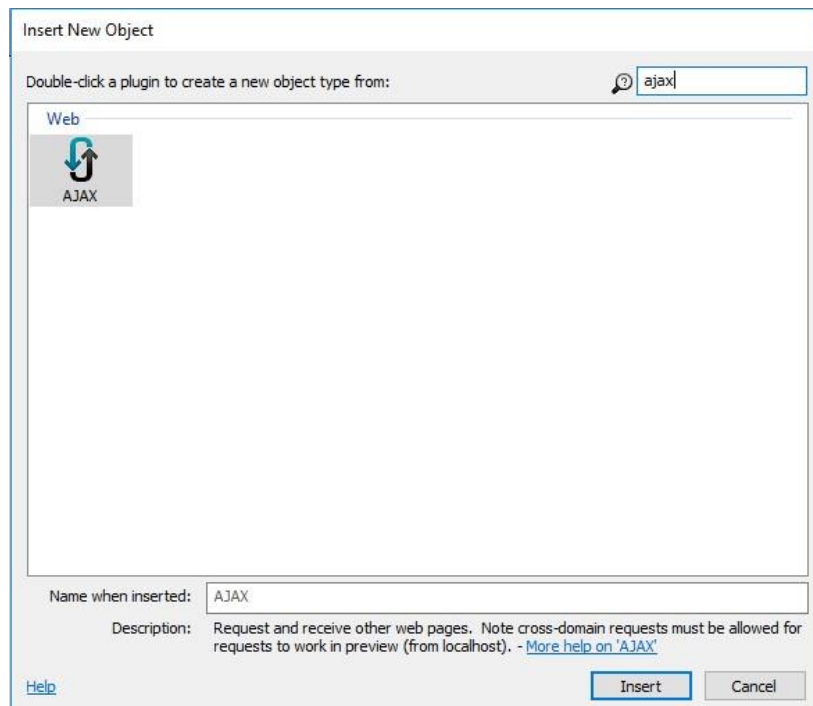 Insert New Object
Double-click a plugin to create a new object type from:
ajax
Web
AJAX
Name when inserted:
AJAX
Description:
Request and receive other web pages.  Note cross-domain requests must be allowed for
requests to work in preview (from localhost). - More help on 'AJAX'
Help
Insert
Cancel